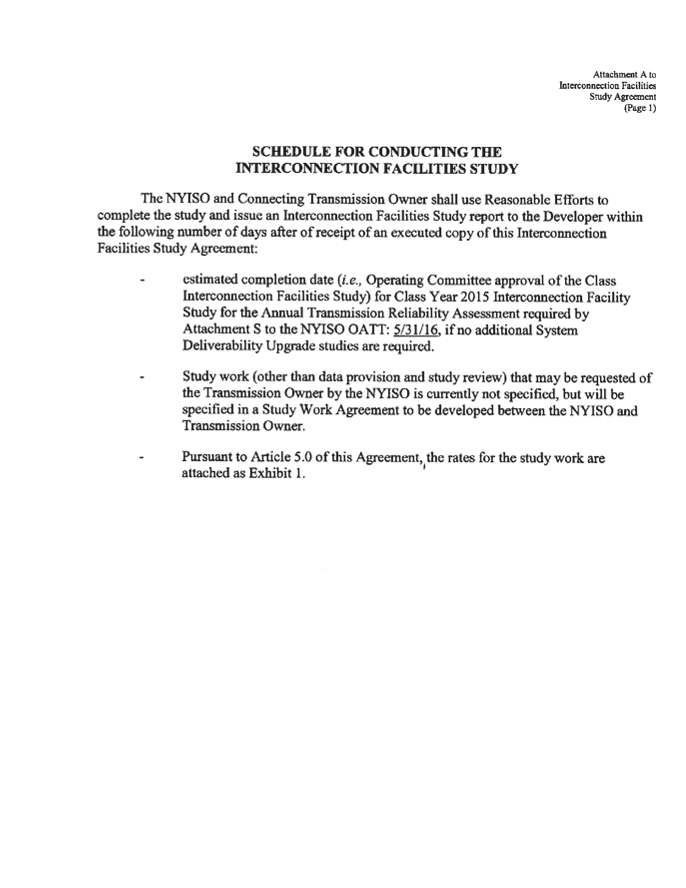 Attachment A to
Interconnection Facilities
Study Agreement
(Page 1)
SCHEDULE FOR CONDUCTING THE
INTERCONNECTION FACILITIES STUDY
The NYISO and Connecting Transmission Owner shall use Reasonable Efforts to
complete the study and issue an Interconnection Facilities Study report to the Developer within
the following number of days after of receipt of an executed copy of this Interconnection
Facilities Study Agreement:
- estimated completion date (i.e., Operating Committee approval of the Class
Interconnection Facilities Study) for Class Year 2015 Interconnection Facility
Study for the Annual Transmission Reliability Assessment required by
Attachment S to the NYISO OATT: 5/31/16, if no additional System
Deliverability Upgrade studies are required.
- Study work (other than data provision and study review) that may be requested of
the Transmission Owner by the NYISO is currently not specified, but will be
specified in a Study Work Agreement to be developed between the NYISO and
Transmission Owner.
- Pursuant to Article 5.0 of this Agreement, the rates for the study work are
attached as Exhibit 1.